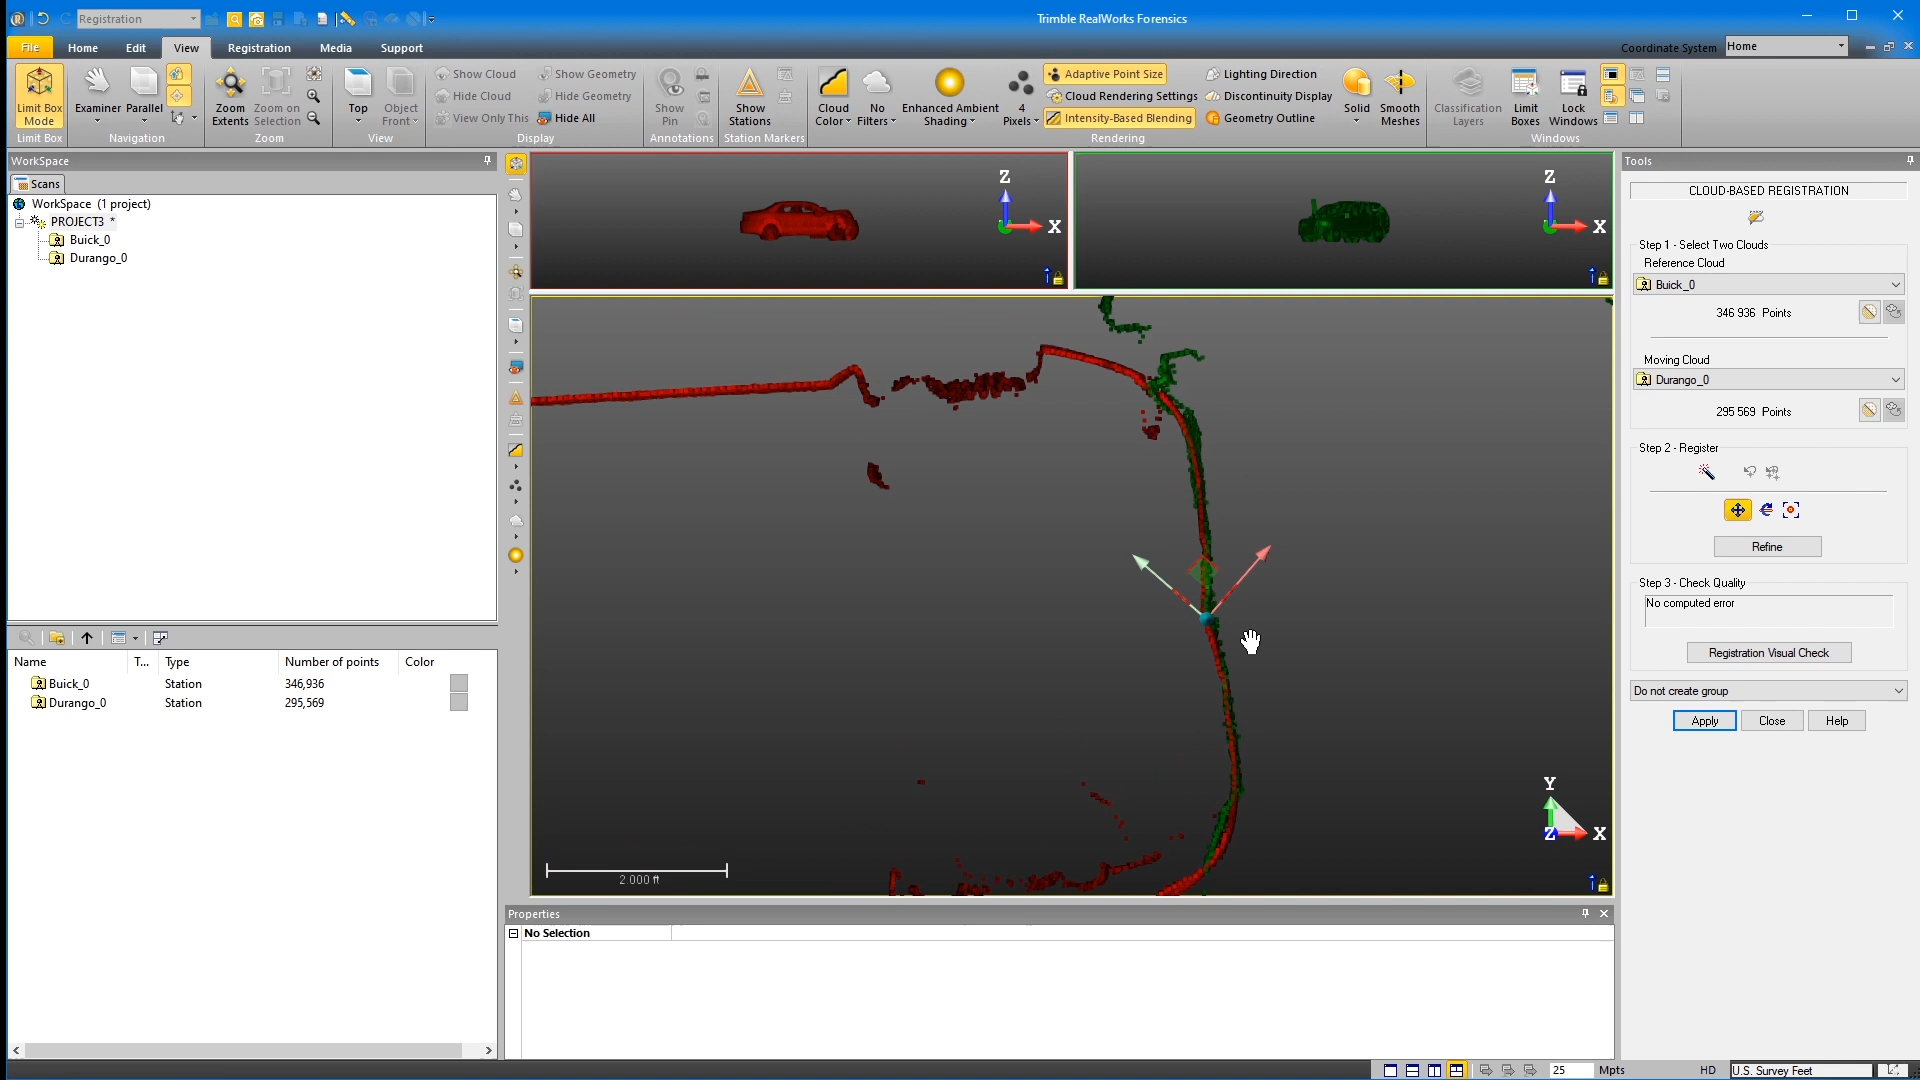 Registration
Trimble RealWorks Forensics
File
Home
Edit
View
Registration
Media
Support
Coordinate System
Home
Limit Box Mode
Limit Box
Examiner
Parallel
Navigation
Zoom Extents
Zoom on Selection
Zoom
Top
Object Front
View
Show Cloud
Hide Cloud
View Only This
Show Geometry
Hide Geometry
Hide All
Display
Show Pin
Annotations
Show Stations
Station Markers
Cloud Color
No Filters
Enhanced Ambient Shading
4 Pixels
Adaptive Point Size
Cloud Rendering Settings
Intensity-Based Blending
Lighting Direction
Discontinuity Display
Geometry Outline
Rendering
Solid
Smooth Meshes
Classification Layers
Limit Boxes
Lock Windows
Windows
WorkSpace
Scans
WorkSpace (1 project)
PROJECT3 *
Buick_0
Durango_0
Name
T...
Type
Number of points
Color
Buick_0
Station
346,936
Durango_0
Station
295,569
Z
X
Z
X
2.000 ft
Y
Z
X
Properties
No Selection
Tools
CLOUD-BASED REGISTRATION
Step 1 - Select Two Clouds
Reference Cloud
Buick_0
346 936 Points
Moving Cloud
Durango_0
295 569 Points
Step 2 - Register
Refine
Step 3 - Check Quality
No computed error
Registration Visual Check
Do not create group
Apply
Close
Help
25
Mpts
HD
U.S. Survey Feet